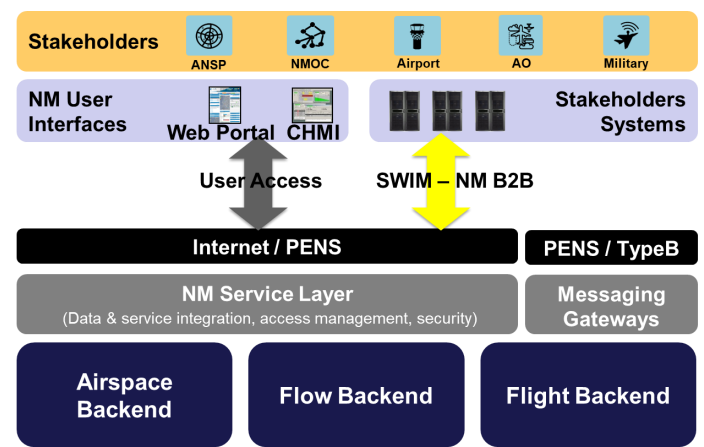 Stakeholders
ANSP
NMOC
Airport
AO
Military
NM User
Interfaces
Web Portal
CHMI
Stakeholders
Systems
User Access
SWIM – NM B2B
Internet / PENS
PENS / TypeB
NM Service Layer
(Data & service integration, access management, security)
Messaging
Gateways
Airspace
Backend
Flow Backend
Flight Backend